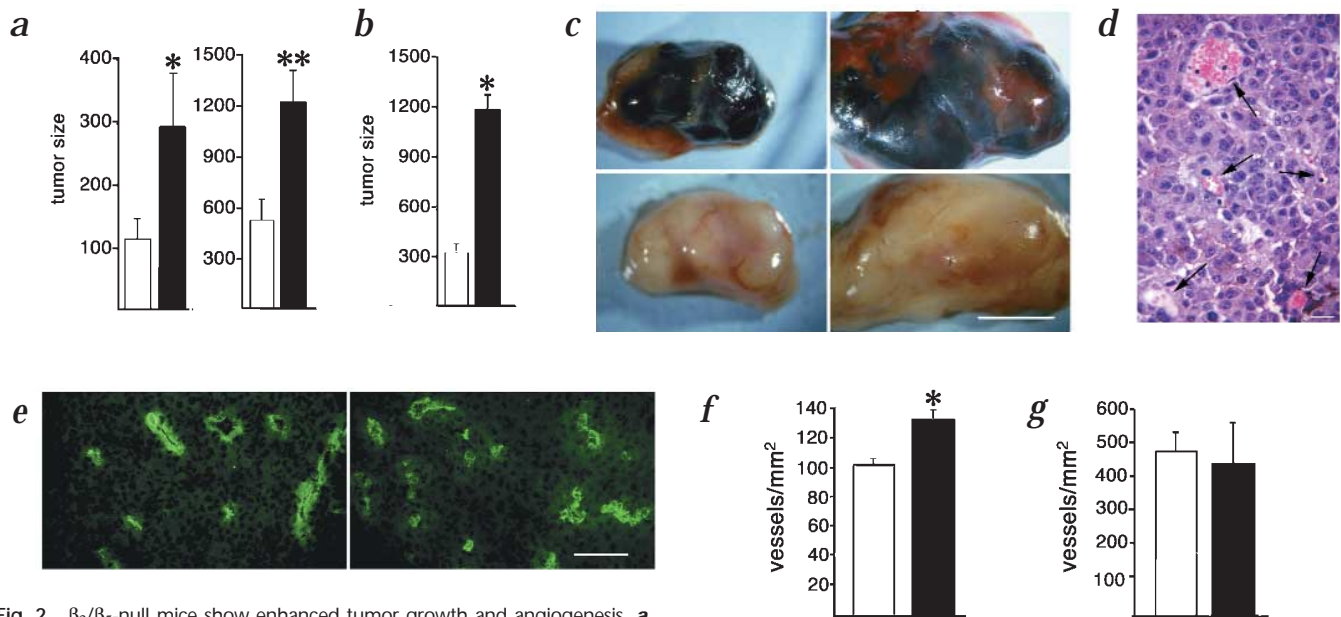 a
b
c
d
400
300
200
100
tumor size
*
1500
1200
900
600
300
**
1500
1200
900
600
300
tumor size
*
e
f
g
140
120
100
80
60
40
20
vessels/mm²
*
600
500
400
300
200
100
vessels/mm²
Fig. 2 β₃/β₅-null mice show enhanced tumor growth and angiogenesis. a,